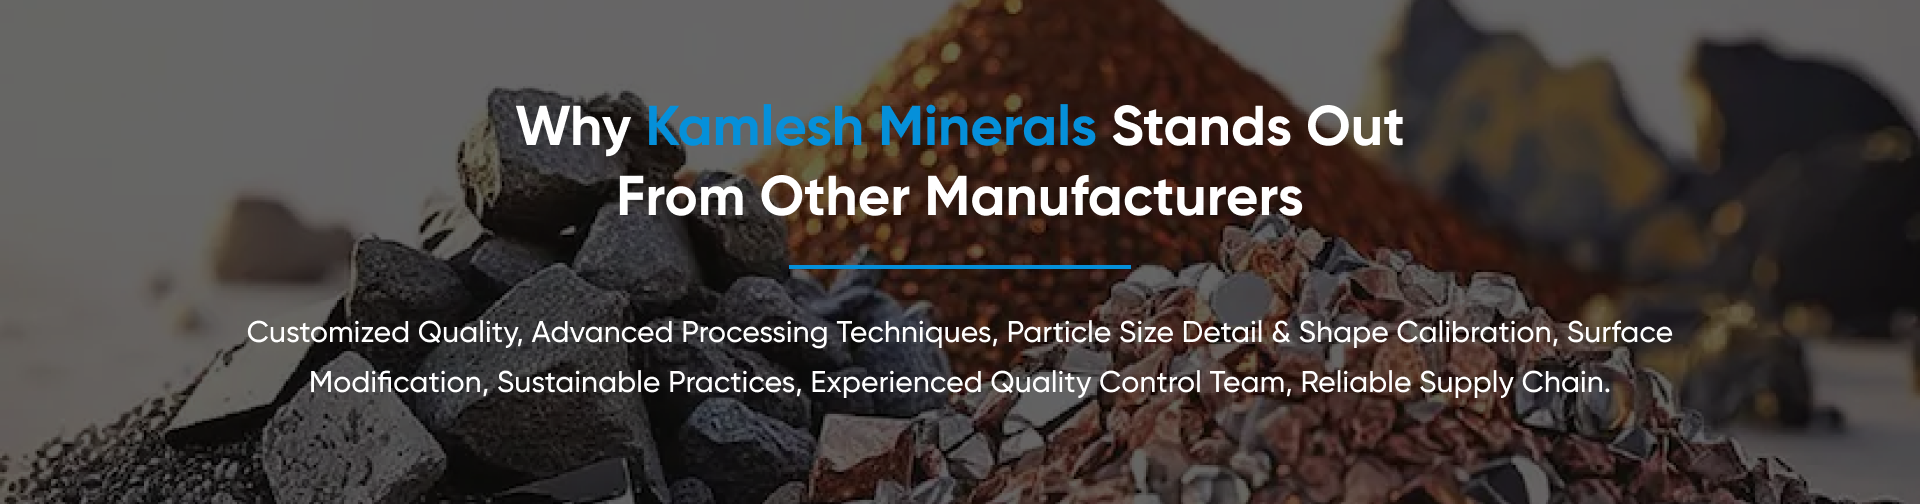 Why Kamlesh Minerals Stands Out
From Other Manufacturers
Customized Quality, Advanced Processing Techniques, Particle Size Detail & Shape Calibration, Surface
Modification, Sustainable Practices, Experienced Quality Control Team, Reliable Supply Chain.